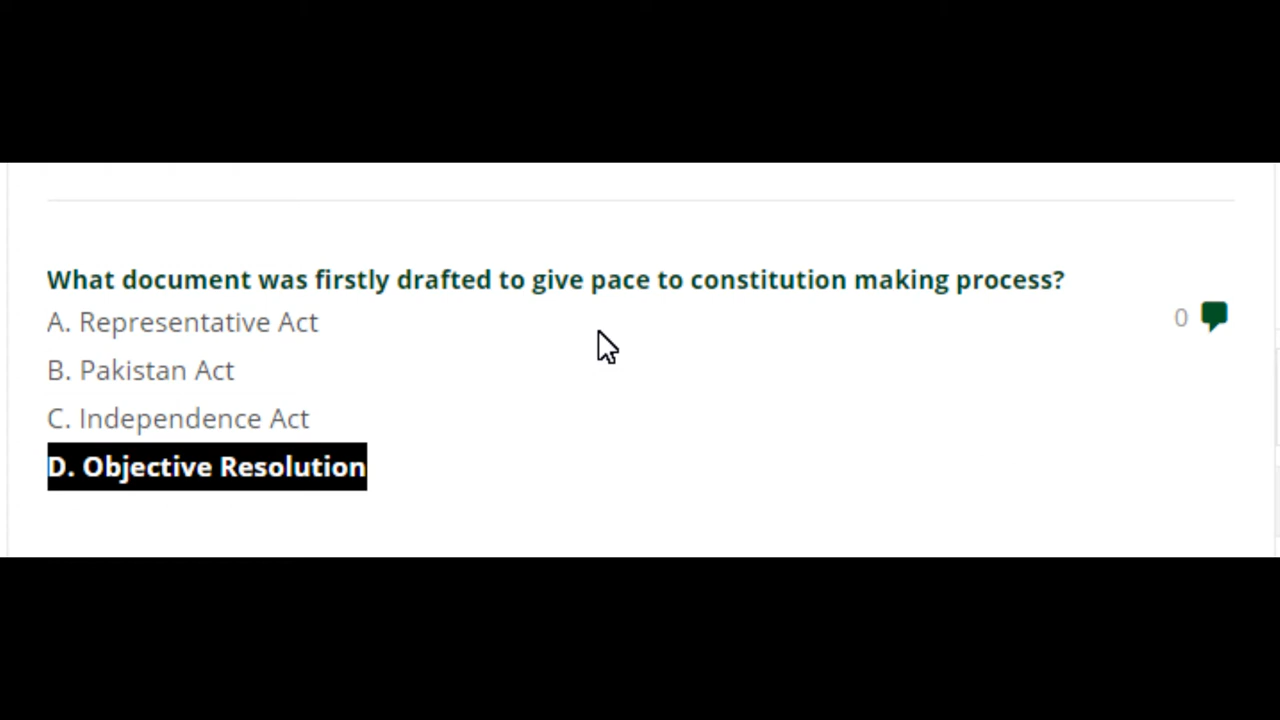 What document was firstly drafted to give pace to constitution making process?
A. Representative Act
0
B. Pakistan Act
C. Independence Act
D. Objective Resolution